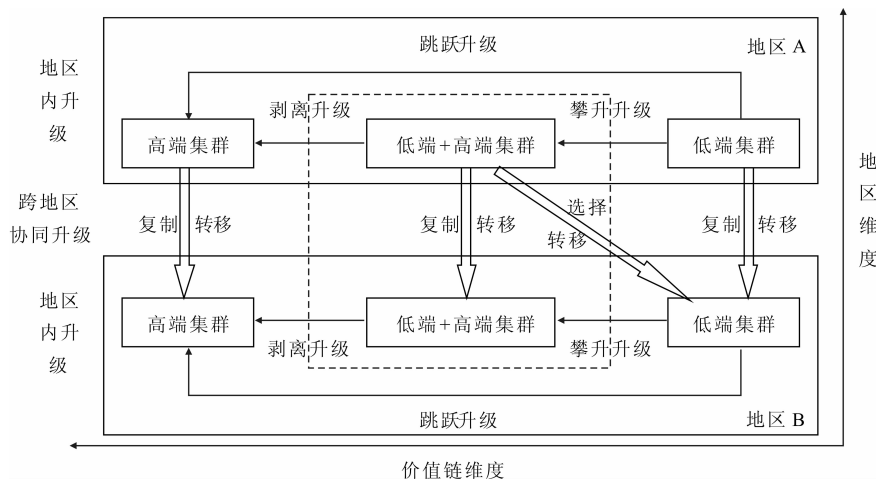 跳跃升级
地区 A
地区
内升
级
剥离升级
攀升升级
高端集群
低端+高端集群
低端集群
跨地区
协同升级
复制
转移
复制
转移
选择
转移
复制
转移
地区
内升
级
高端集群
低端+高端集群
低端集群
剥离升级
攀升升级
跳跃升级
地区 B
价值链维度
地
区
维
度